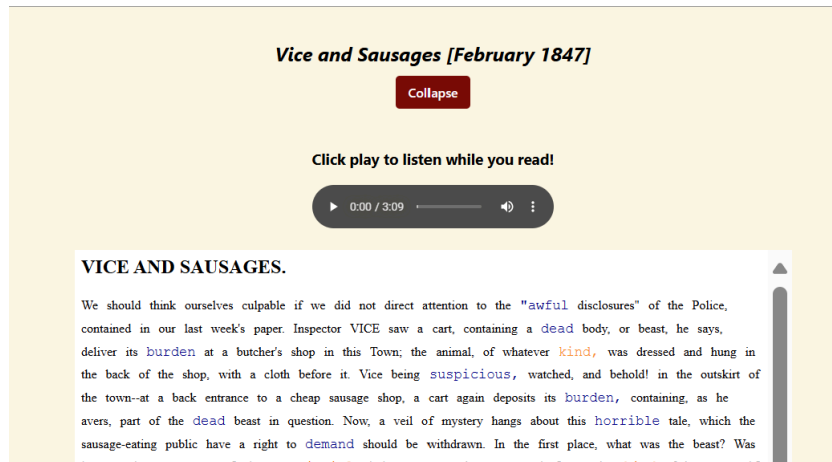 Vice and Sausages [February 1847]
Collapse
Click play to listen while you read!
0:00 / 3:09
VICE AND SAUSAGES.
We should think ourselves culpable if we did not direct attention to the "awful disclosures" of the Police,
contained in our last week's paper. Inspector VICE saw a cart, containing a dead body, or beast, he says,
deliver its burden at a butcher's shop in this Town; the animal, of whatever kind, was dressed and hung in
the back of the shop, with a cloth before it. Vice being suspicious, watched, and behold! in the outskirt of
the town--at a back entrance to a cheap sausage shop, a cart again deposits its burden, containing, as he
avers, part of the dead beast in question. Now, a veil of mystery hangs about this horrible tale, which the
sausage-eating public have a right to demand should be withdrawn. In the first place, what was the beast? Was